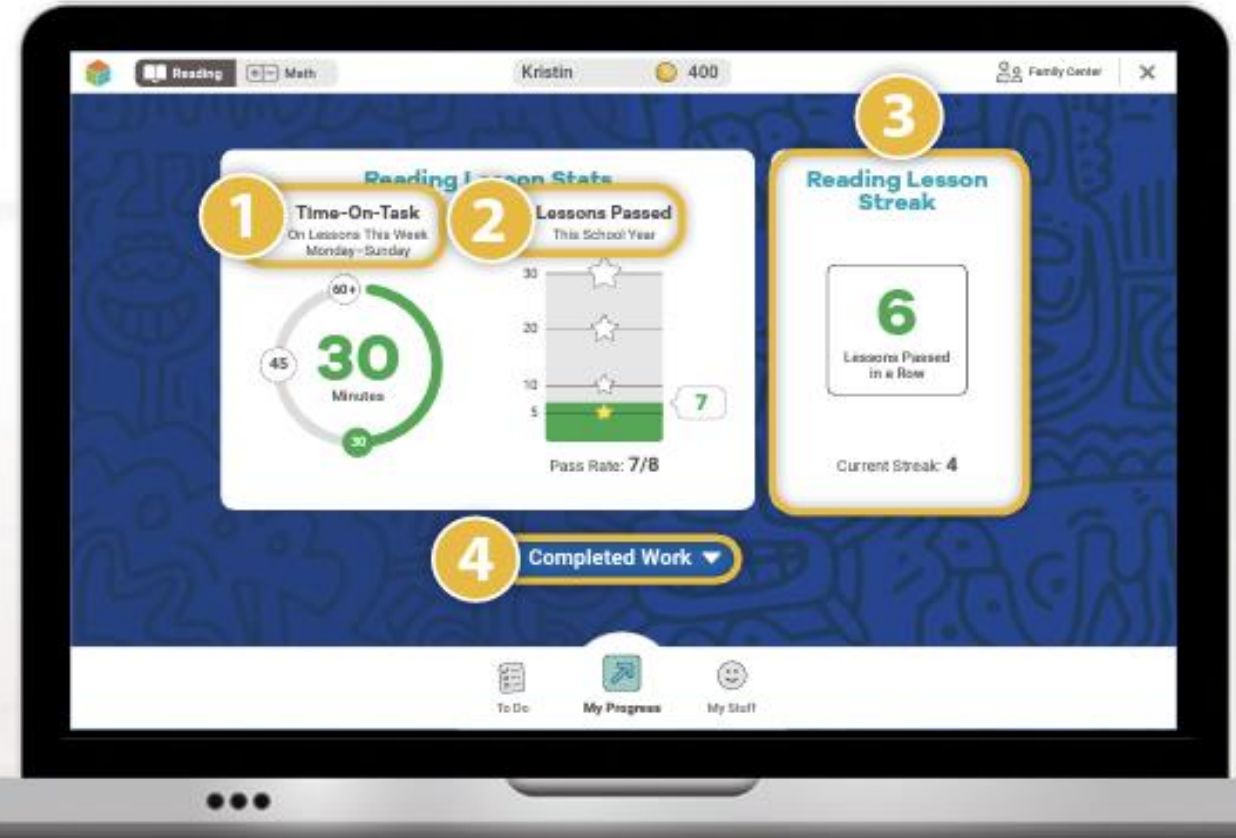 Reading
Math
Kristin
400
Family Center
3
Reading Lesson Stats
1
Time-On-Task
On Lessons This Week
Monday–Sunday
60+
45
30
Minutes
30
2
Lessons Passed
This School Year
30
20
10
5
7
Pass Rate: 7/8
Reading Lesson
Streak
6
Lessons Passed
in a Row
Current Streak: 4
4
Completed Work
To Do
My Progress
My Stuff